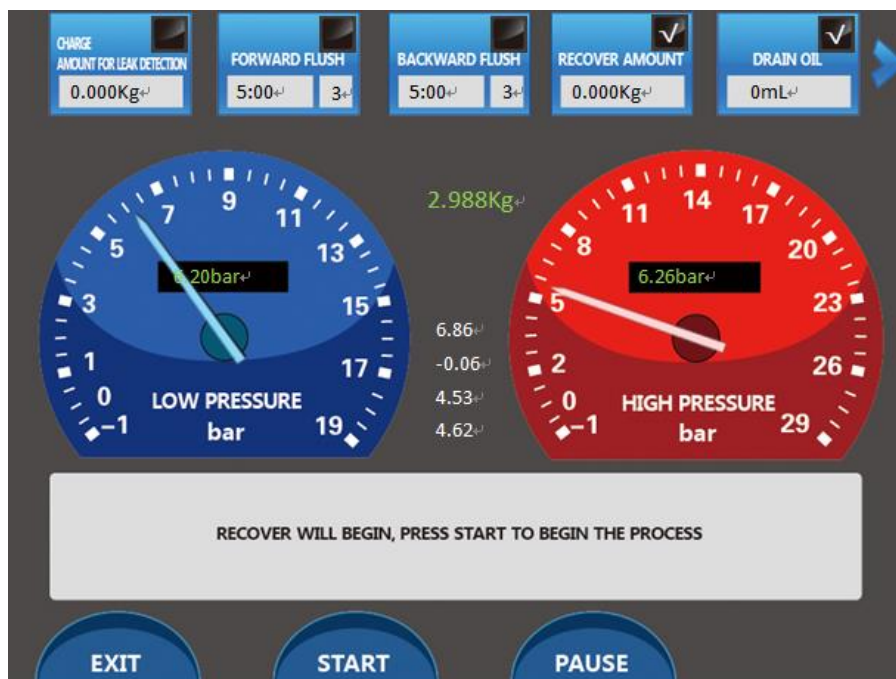 CHARGE
AMOUNT FOR LEAK DETECTION
0.000Kg↵
FORWARD FLUSH
5:00↵ 3↵
BACKWARD FLUSH
5:00↵ 3↵
RECOVER AMOUNT
0.000Kg↵
DRAIN OIL
0mL↵
-1
0
1
3
5
7
9
11
13
15
17
19
6.20bar↵
LOW PRESSURE
bar
2.988Kg↵
6.86↵
-0.06↵
4.53↵
4.62↵
-1
0
2
5
8
11
14
17
20
23
26
29
6.26bar↵
HIGH PRESSURE
bar
RECOVER WILL BEGIN, PRESS START TO BEGIN THE PROCESS
EXIT
START
PAUSE